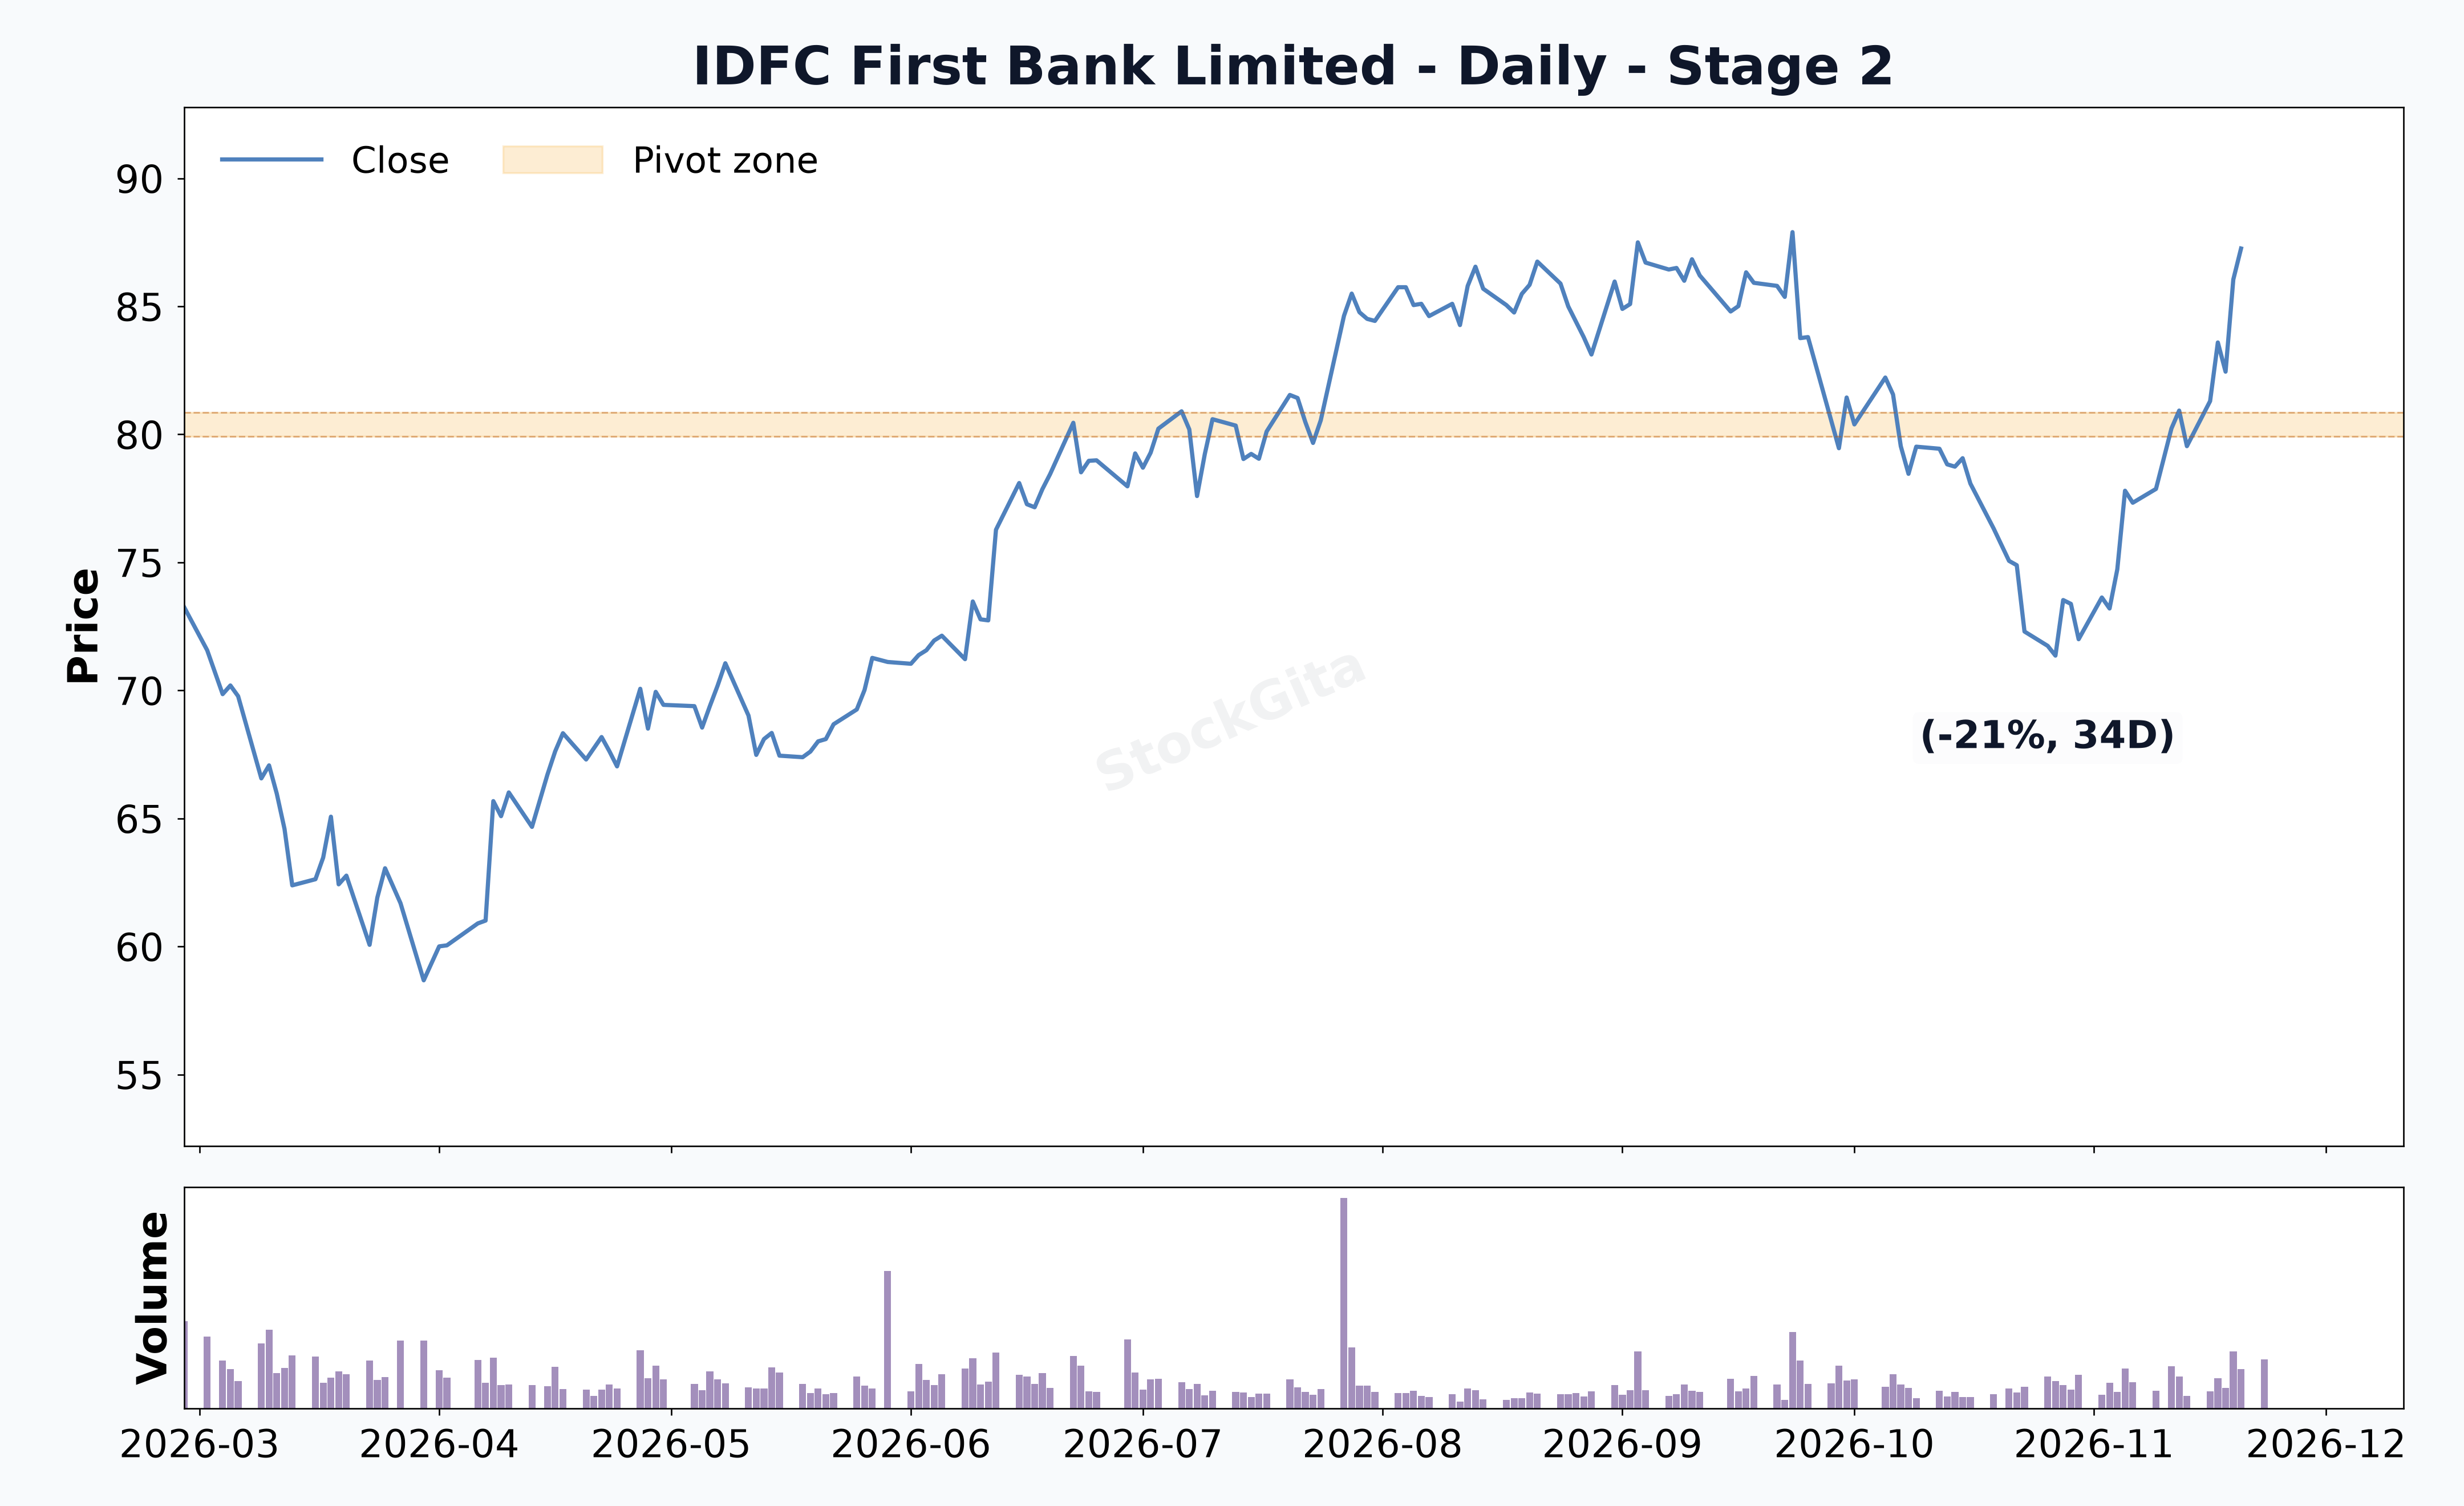 IDFC First Bank Limited - Daily - Stage 2
Close
Pivot zone
Price
90
85
80
75
70
65
60
55
StockGita
(-21%, 34D)
Volume
2026-03
2026-04
2026-05
2026-06
2026-07
2026-08
2026-09
2026-10
2026-11
2026-12